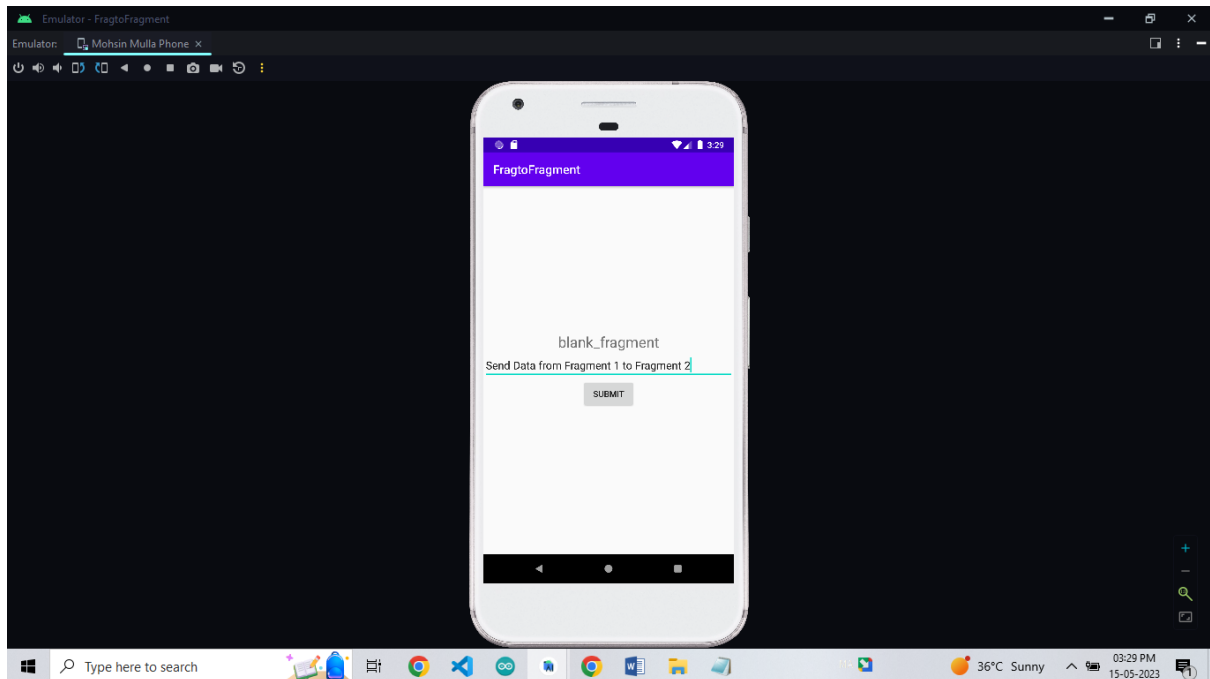 Emulator - FragtoFragment
Emulator: Mohsin Mulla Phone
3:29
FragtoFragment
blank_fragment
Send Data from Fragment 1 to Fragment 2
SUBMIT
Type here to search
36°C Sunny
03:29 PM
15-05-2023